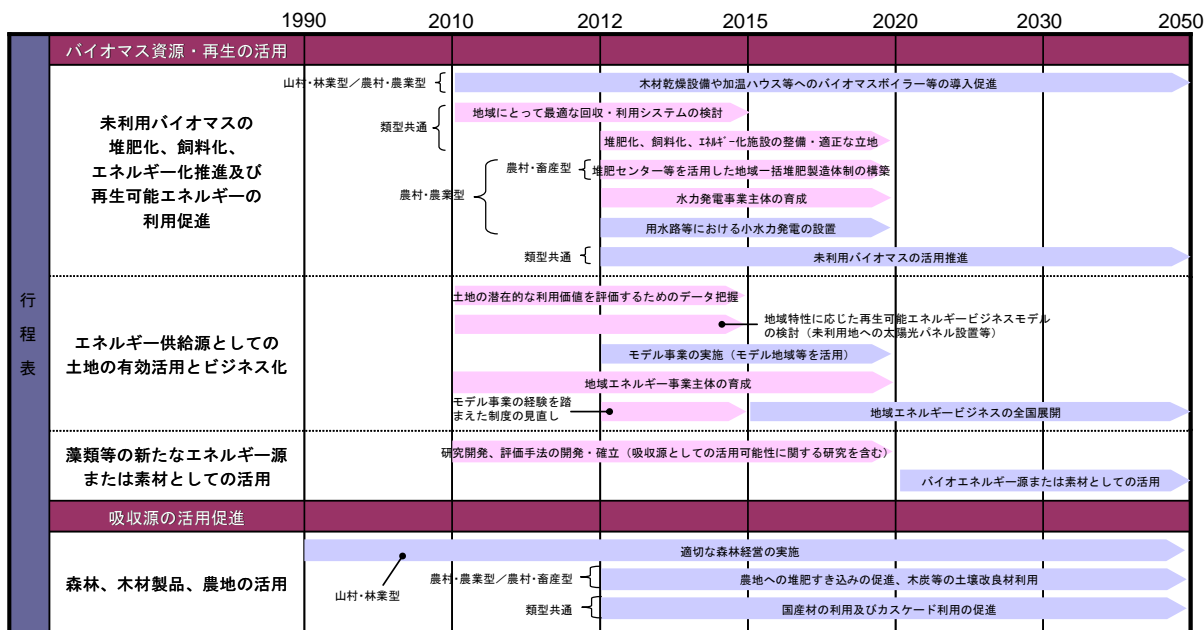 1990 2010 2012 2015 2020 2030 2050
行程表
バイオマス資源・再生の活用
未利用バイオマスの
堆肥化、飼料化、
エネルギー化推進及び
再生可能エネルギーの
利用促進
山村・林業型／農村・農業型
木材乾燥設備や加温ハウス等へのバイオマスボイラー等の導入促進
類型共通
地域にとって最適な回収・利用システムの検討
堆肥化、飼料化、エネルギー化施設の整備・適正な立地
農村・農業型
農村・畜産型
堆肥センター等を活用した地域一括堆肥製造体制の構築
水力発電事業主体の育成
用水路等における小水力発電の設置
類型共通
未利用バイオマスの活用推進
エネルギー供給源としての
土地の有効活用とビジネス化
土地の潜在的な利用価値を評価するためのデータ把握
地域特性に応じた再生可能エネルギービジネスモデル
の検討（未利用地への太陽光パネル設置等）
モデル事業の実施（モデル地域等を活用）
地域エネルギー事業主体の育成
モデル事業の経験を踏
まえた制度の見直し
地域エネルギービジネスの全国展開
藻類等の新たなエネルギー源
または素材としての活用
研究開発、評価手法の開発・確立（吸収源としての活用可能性に関する研究を含む）
バイオエネルギー源または素材としての活用
吸収源の活用促進
森林、木材製品、農地の活用
適切な森林経営の実施
山村・林業型
農村・農業型／農村・畜産型
農地への堆肥すき込みの促進、木炭等の土壌改良材利用
類型共通
国産材の利用及びカスケード利用の促進